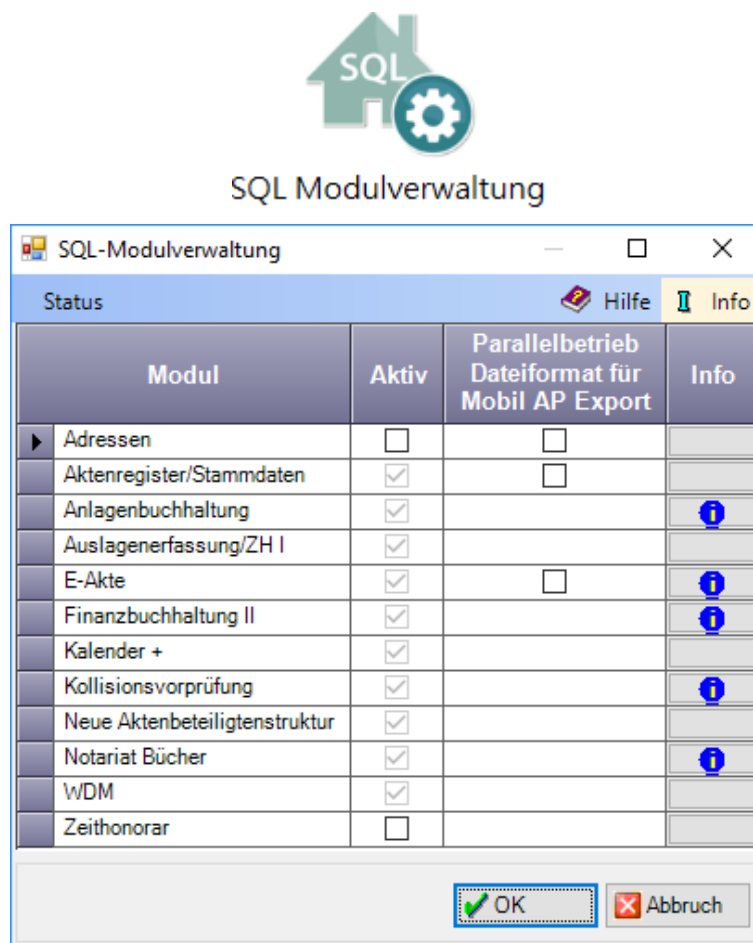 SQL
SQL Modulverwaltung
SQL-Modulverwaltung
Status Hilfe Info
Modul Aktiv Parallelbetrieb Dateiformat für Mobil AP Export Info
Adressen
Aktenregister/Stammdaten
Anlagenbuchhaltung
Auslagenerfassung/ZH I
E-Akte
Finanzbuchhaltung II
Kalender +
Kollisionsvorprüfung
Neue Aktenbeteiligtenstruktur
Notariat Bücher
WDM
Zeithonorar
OK Abbruch